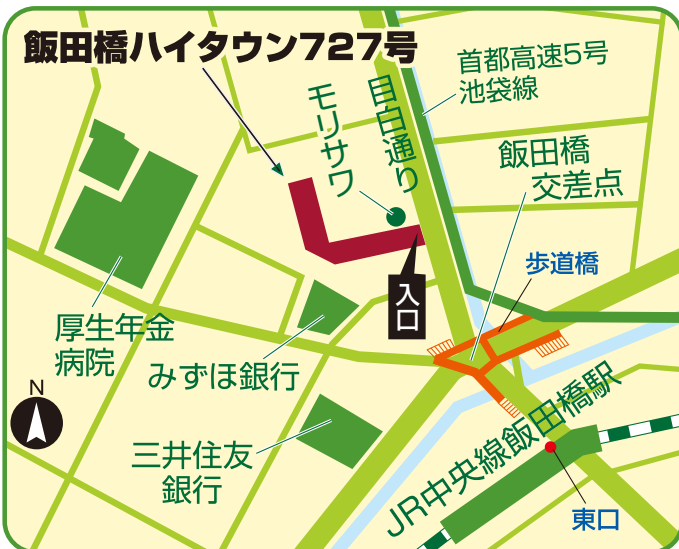 飯田橋ハイタウン727号
首都高速5号
池袋線
モリサワ
目白通り
飯田橋
交差点
歩道橋
入口
厚生年金
病院
みずほ銀行
N
三井住友
銀行
JR中央線飯田橋駅
東口